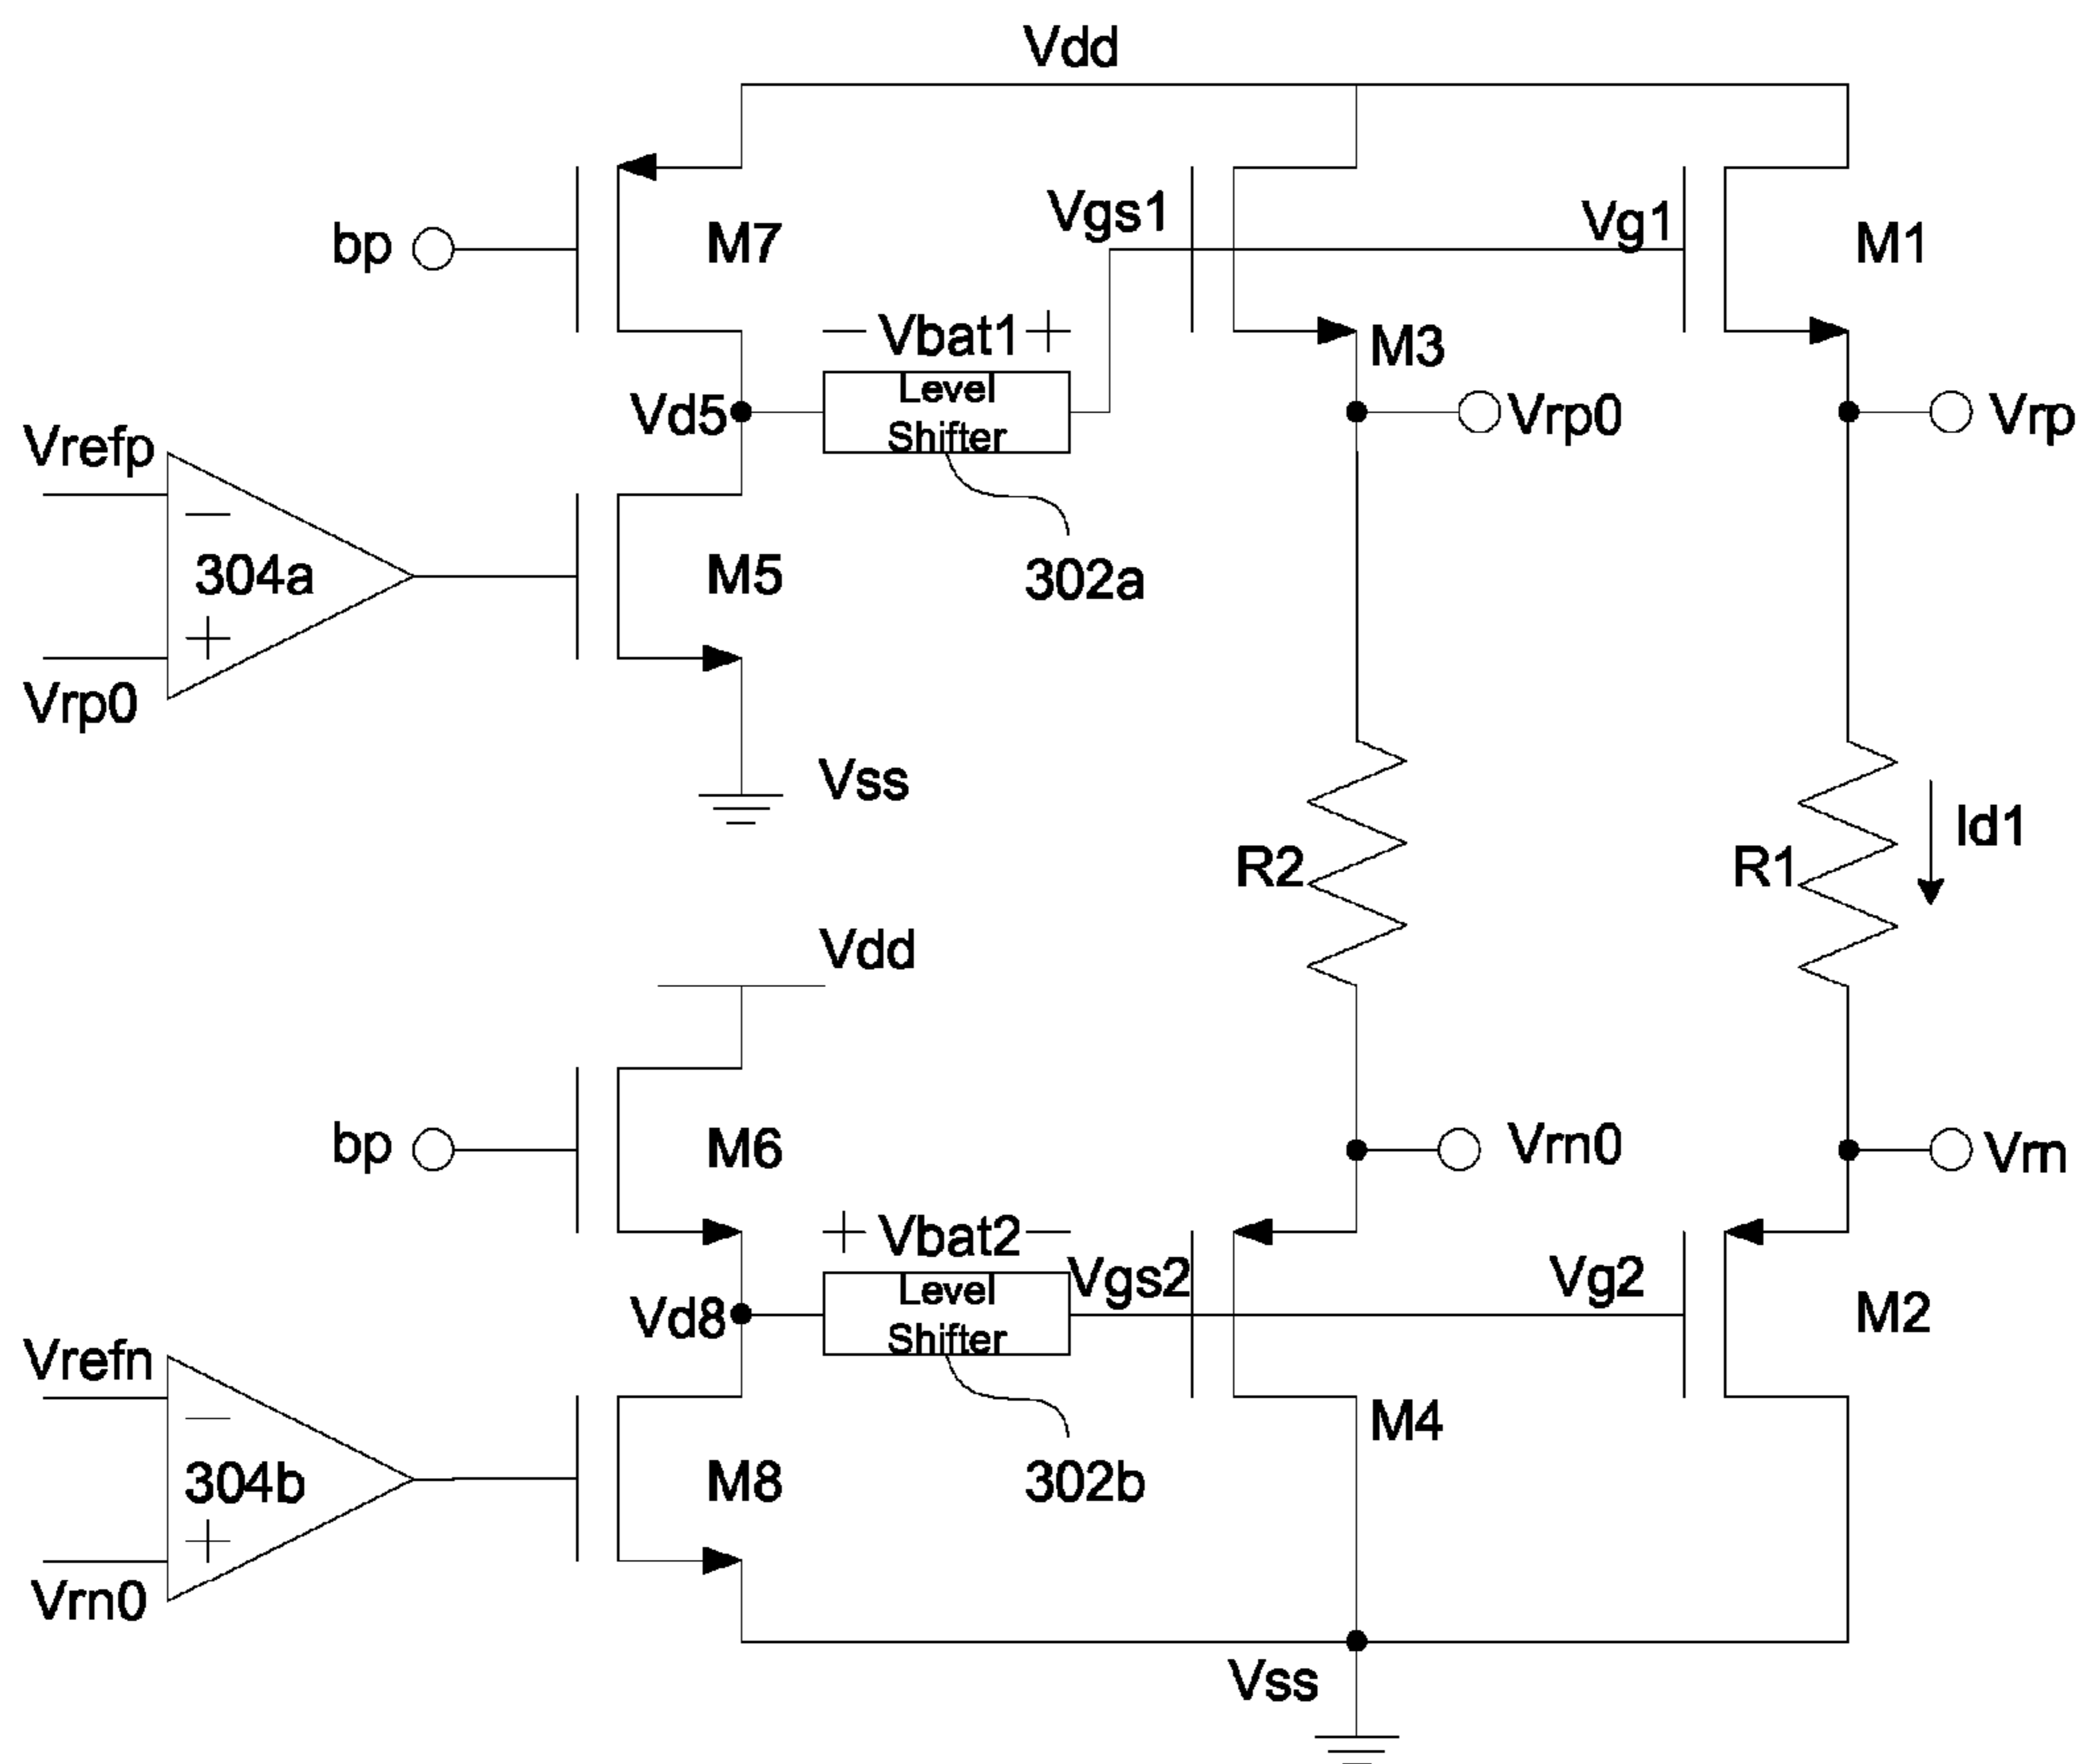 Vdd
Vgs1
Vg1
bp
M7
M1
− Vbat1 +
M3
Level
Shifter
Vd5
Vrp0
Vrp
Vrefp
−
304a
+
M5
302a
Vrp0
Vss
Id1
R2
R1
Vdd
bp
M6
Vrn0
Vrn
+ Vbat2 −
Level
Shifter
Vgs2
Vg2
Vd8
M2
Vrefn
−
304b
+
M4
M8
302b
Vrn0
Vss